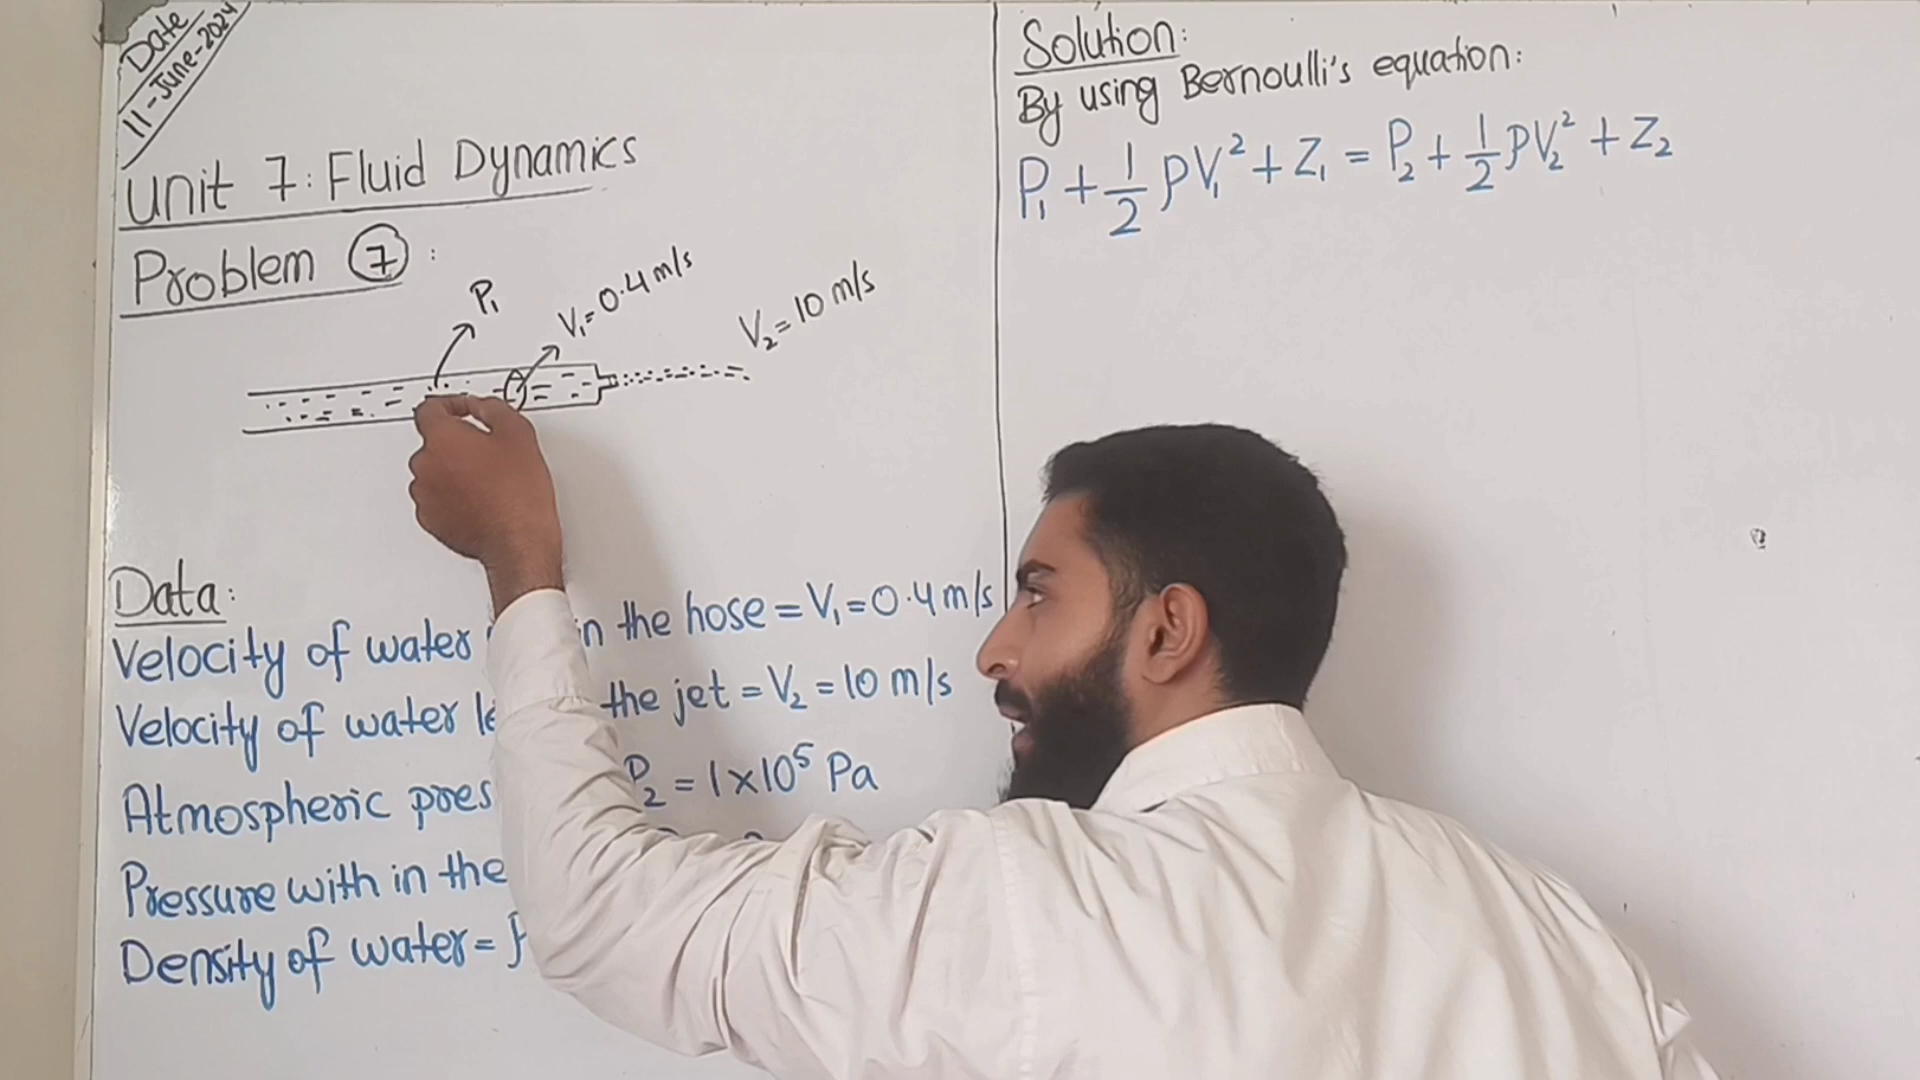 Date
11-June-2024
Unit 7: Fluid Dynamics
Problem 7:
P₁
V₁=0.4 m/s
V₂=10 m/s
Data:
Velocity of water in the hose = V₁=0.4 m/s
Velocity of water the jet = V₂ = 10 m/s
Atmospheric P₂ = 1×10⁵ Pa
Pressure with in the
Density of water =
Solution:
By using Bernoulli's equation:
P₁ + 1/2 ρV₁² + Z₁ = P₂ + 1/2 ρV₂² + Z₂